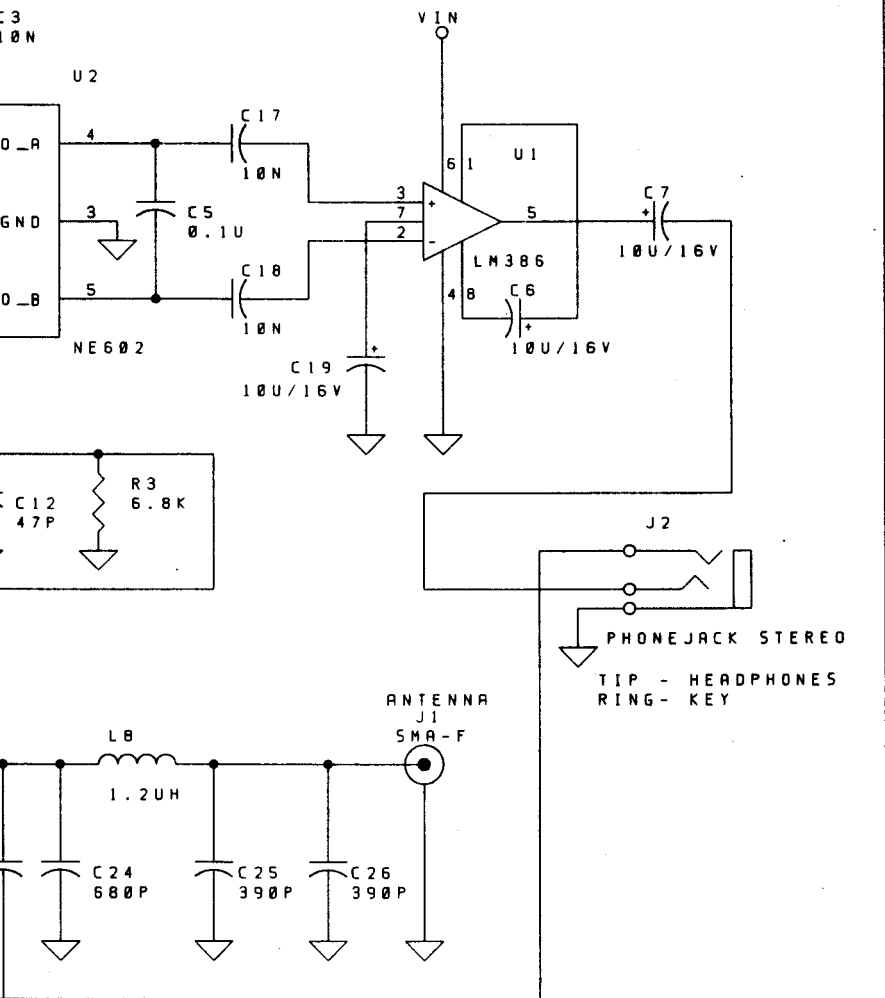 C3
10N
VIN
U2
C17
4
O_A
10N
6 1
U1
3
+
7
2
-
5
C7
+
10U/16V
GND
3
C5
0.1U
C18
O_B
5
10N
LM386
4 8
C6
+
10U/16V
NE602
C19
+
10U/16V
C12
47P
R3
6.8K
J2
PHONEJACK STEREO
TIP - HEADPHONES
RING- KEY
ANTENNA
J1
SMA-F
L8
1.2UH
C24
680P
C25
390P
C26
390P